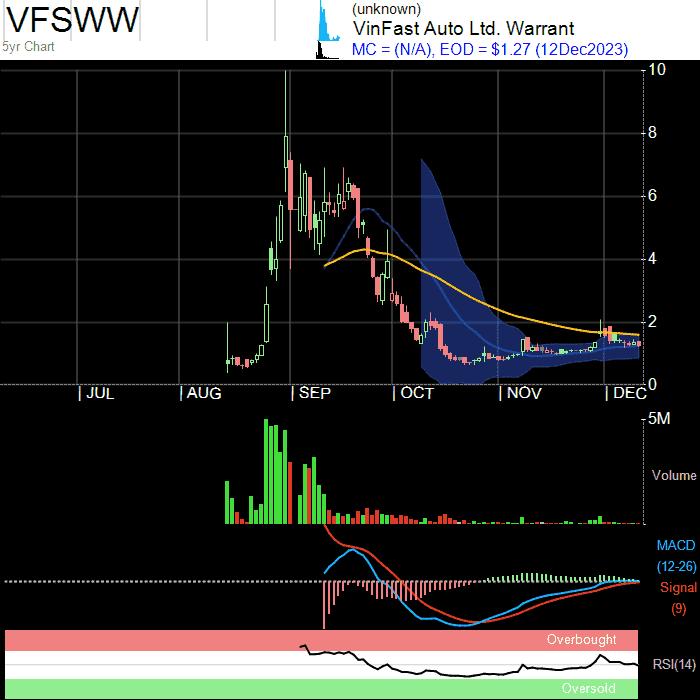 VFSWW
5yr Chart
(unknown)
VinFast Auto Ltd. Warrant
MC = (N/A), EOD = $1.27 (12Dec2023)
10
8
6
4
2
0
| JUL | AUG | SEP | OCT | NOV | DEC
5M
Volume
MACD
(12-26)
Signal
(9)
Overbought
RSI(14)
Oversold